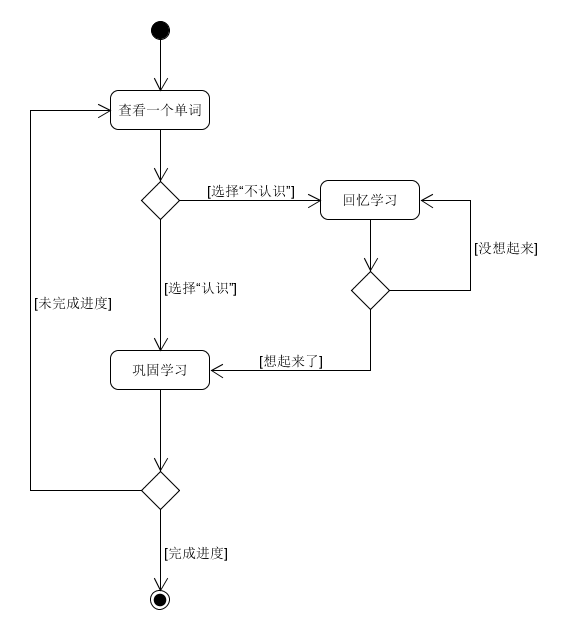 查看一个单词
[选择“不认识”]
回忆学习
[没想起来]
[选择“认识”]
[未完成进度]
[想起来了]
巩固学习
[完成进度]